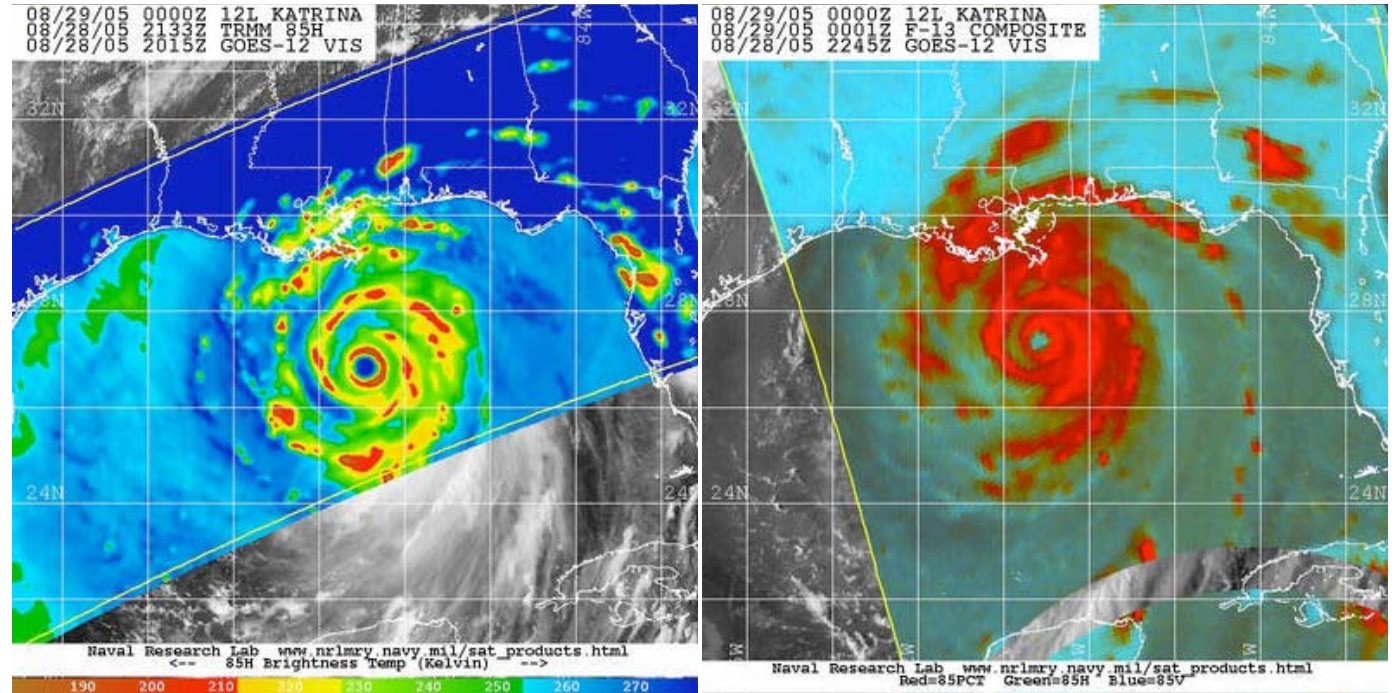 08/29/05 0000Z 12L KATRINA
08/28/05 2133Z TRMM 85H
08/28/05 2015Z GOES-12 VIS
84W
32N
32N
28N
28N
24N
24N
Naval Research Lab www.nrlmry.navy.mil/sat_products.html
<-- 85H Brightness Temp (Kelvin) -->
190 200 210 220 230 240 250 260 270
08/29/05 0000Z 12L KATRINA
08/29/05 0001Z F-13 COMPOSITE
08/28/05 2245Z GOES-12 VIS
84W
32N
32N
28N
28N
24N
24N
Naval Research Lab www.nrlmry.navy.mil/sat_products.html
Red=85PCT Green=85H Blue=85V